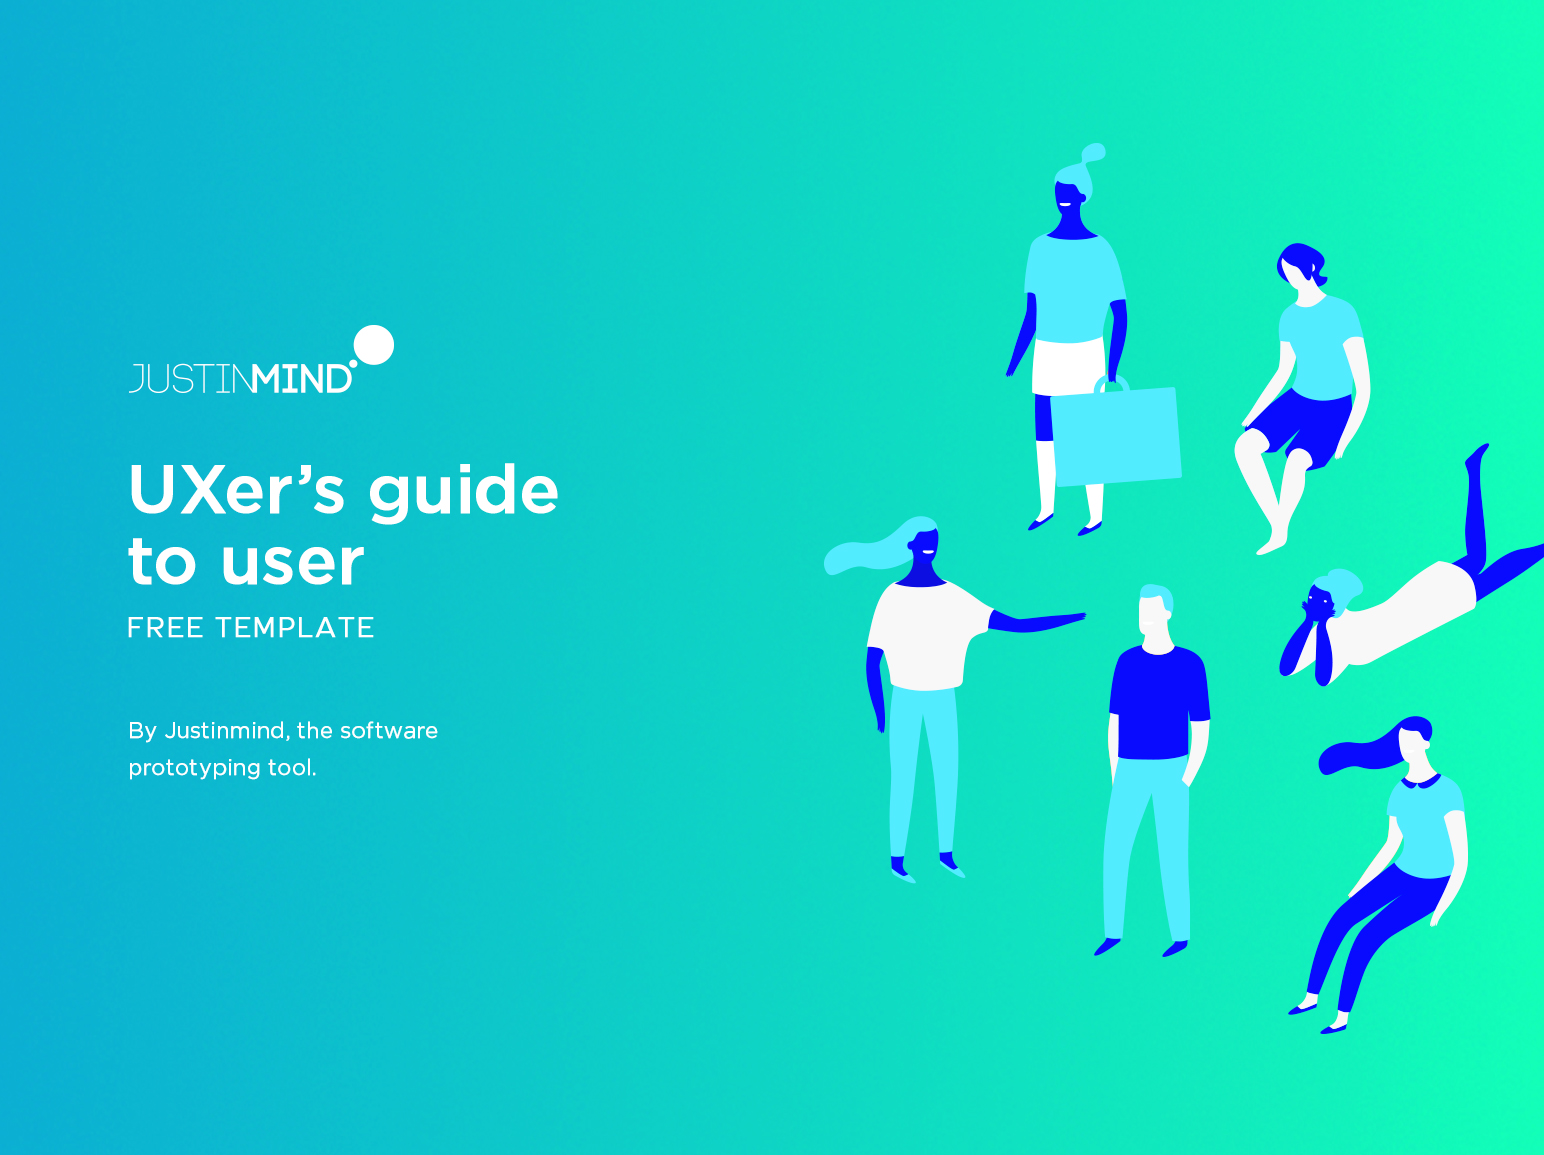 JUSTINMIND
UXer’s guide
to user
FREE TEMPLATE
By Justinmind, the software
prototyping tool.